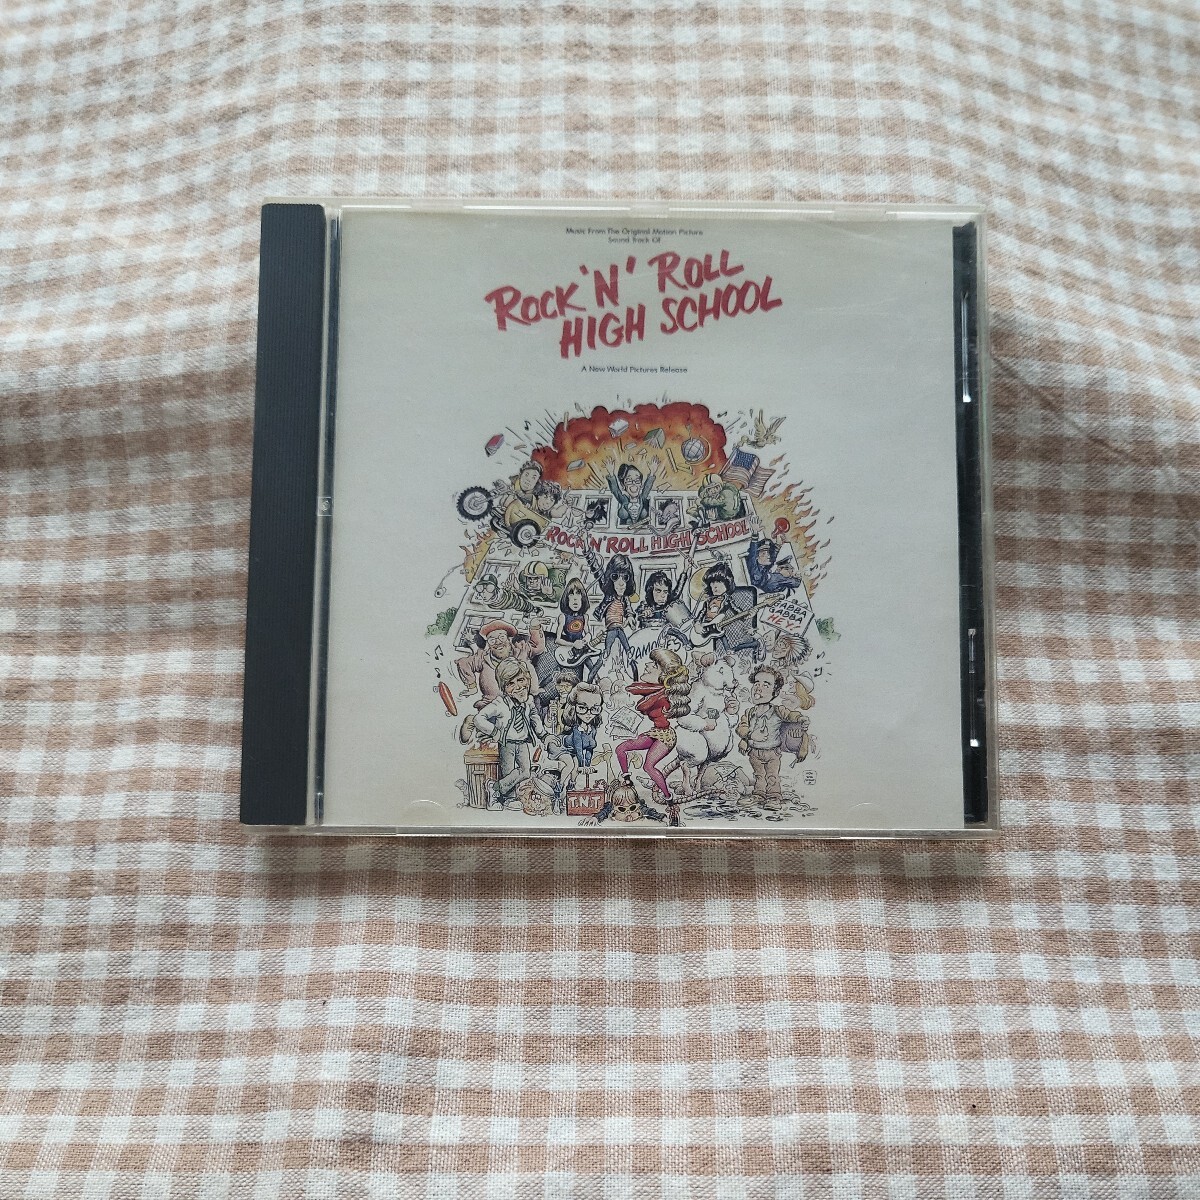 Music From The Original Motion Picture
Sound Track Of
ROCK 'N' ROLL
HIGH SCHOOL
A New World Pictures Release
ROCK 'N' ROLL HIGH SCHOOL
GABBA
GABBA
HEY!
RAMONES
T.N.T